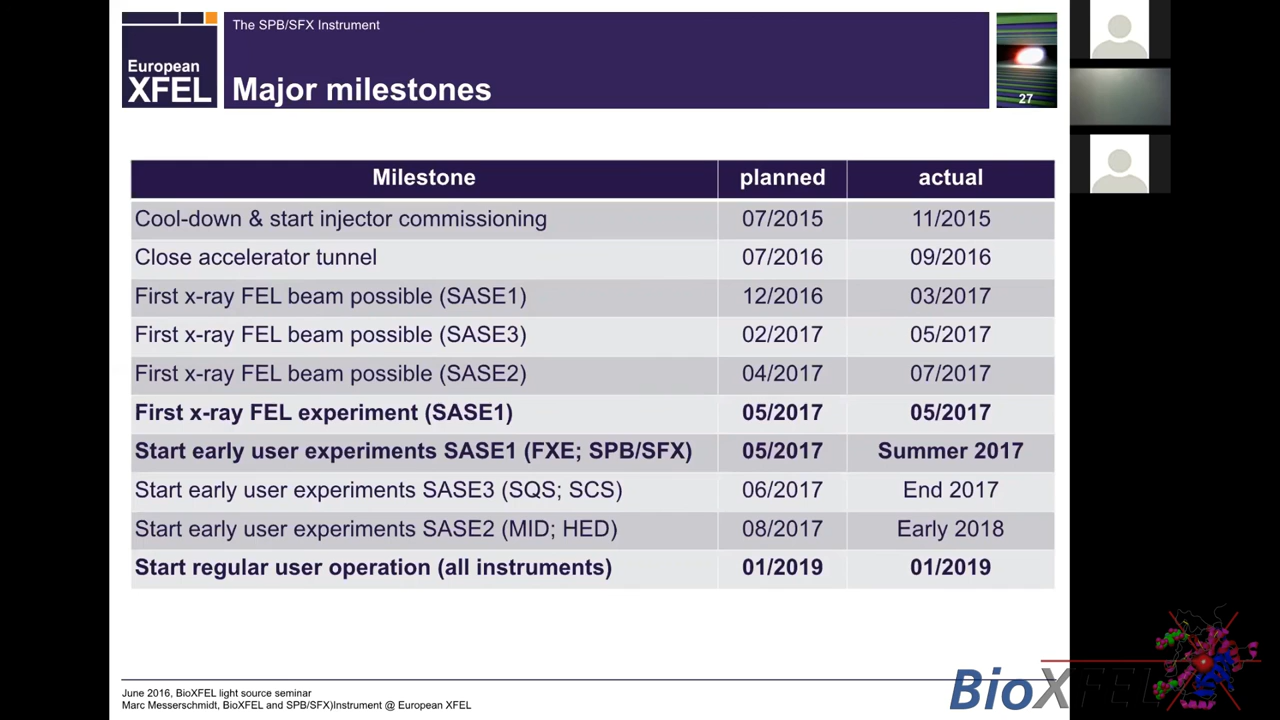 The SPB/SFX Instrument
European
XFEL
Major milestones
27
Milestone planned actual
Cool-down & start injector commissioning 07/2015 11/2015
Close accelerator tunnel 07/2016 09/2016
First x-ray FEL beam possible (SASE1) 12/2016 03/2017
First x-ray FEL beam possible (SASE3) 02/2017 05/2017
First x-ray FEL beam possible (SASE2) 04/2017 07/2017
First x-ray FEL experiment (SASE1) 05/2017 05/2017
Start early user experiments SASE1 (FXE; SPB/SFX) 05/2017 Summer 2017
Start early user experiments SASE3 (SQS; SCS) 06/2017 End 2017
Start early user experiments SASE2 (MID; HED) 08/2017 Early 2018
Start regular user operation (all instruments) 01/2019 01/2019
June 2016, BioXFEL light source seminar
Marc Messerschmidt, BioXFEL and SPB/SFX)Instrument @ European XFEL
BioXFEL